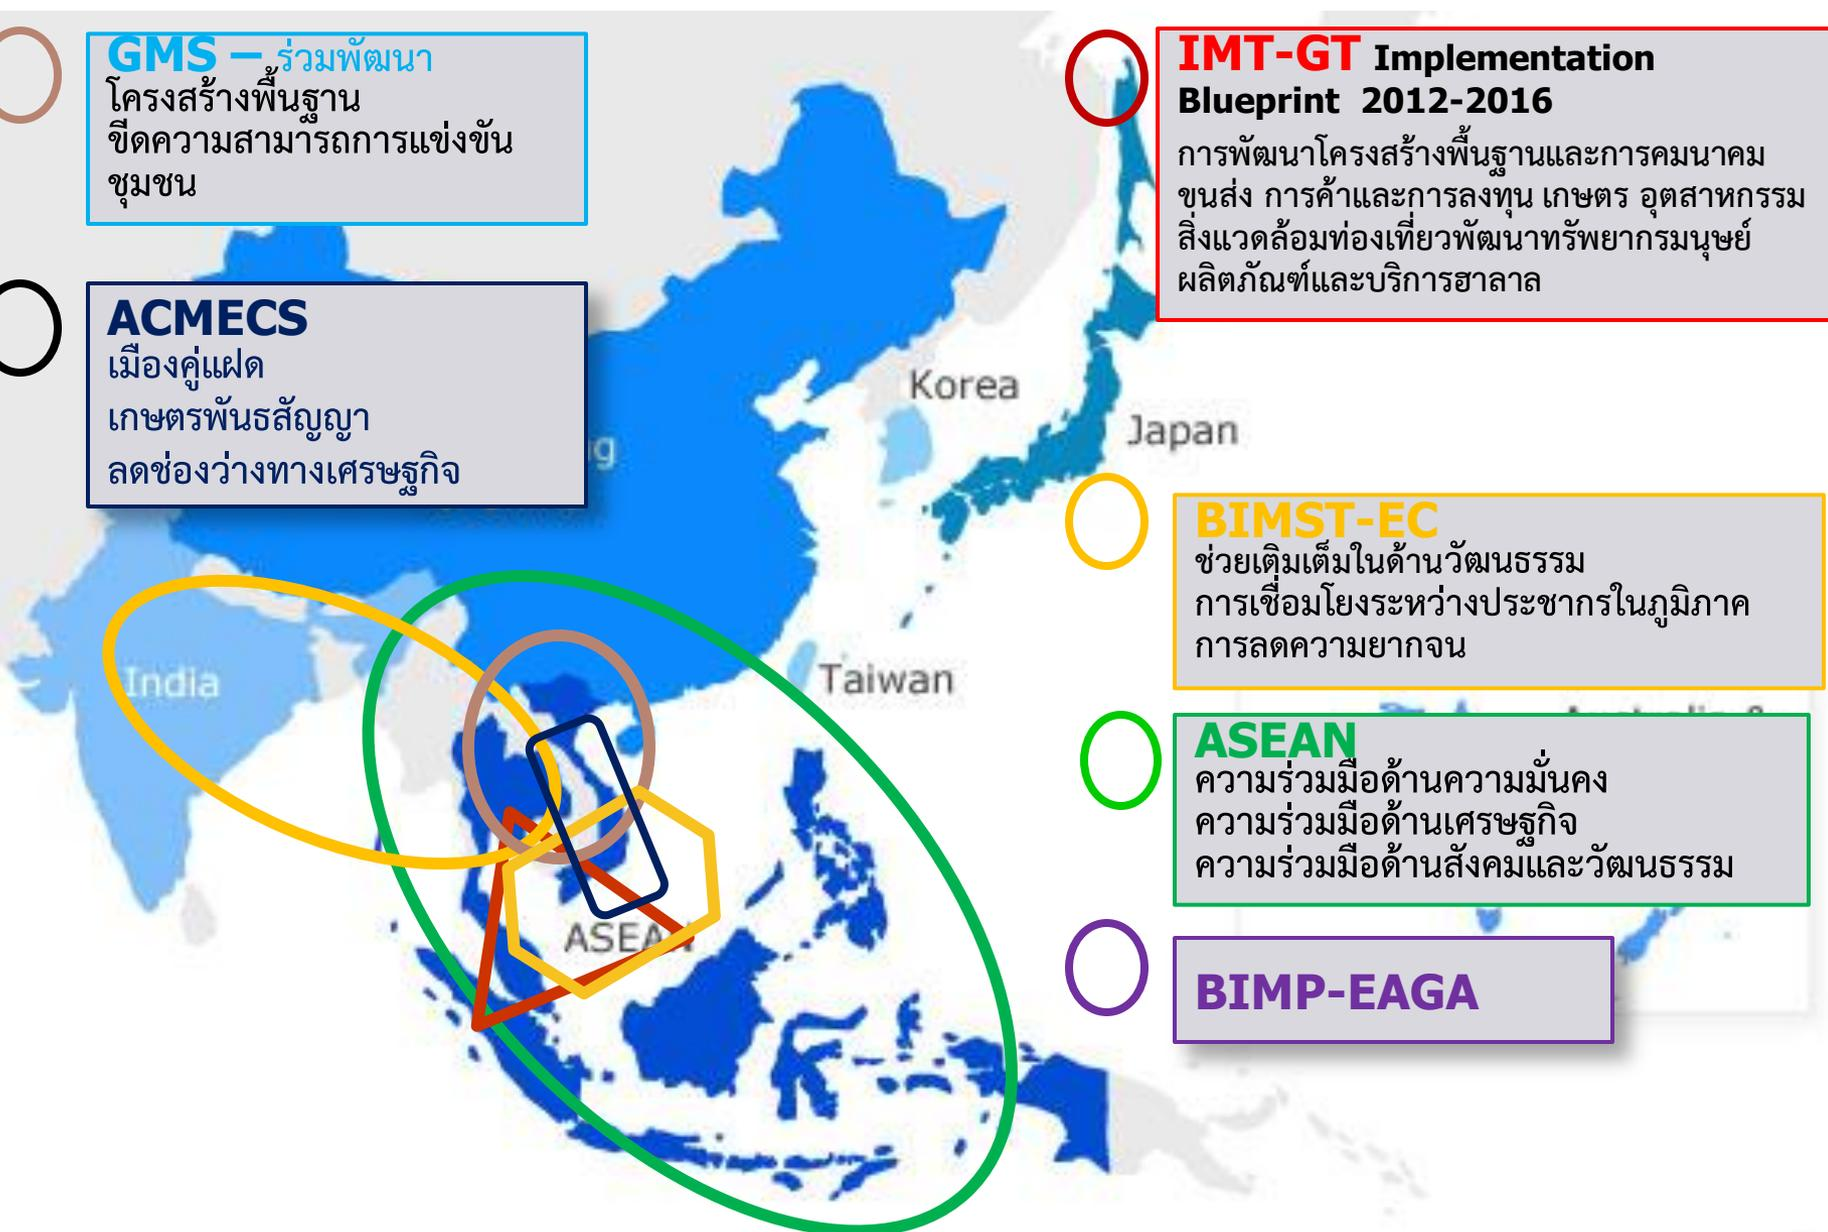 GMS – ร่วมพัฒนา
โครงสร้างพื้นฐาน
ขีดความสามารถการแข่งขัน
ชุมชน
ACMECS
เมืองคู่แฝด
เกษตรพันธสัญญา
ลดช่องว่างทางเศรษฐกิจ
IMT-GT Implementation
Blueprint 2012-2016
การพัฒนาโครงสร้างพื้นฐานและการคมนาคม
ขนส่ง การค้าและการลงทุน เกษตร อุตสาหกรรม
สิ่งแวดล้อมท่องเที่ยวพัฒนาทรัพยากรมนุษย์
ผลิตภัณฑ์และบริการฮาลาล
Korea
Japan
BIMST-EC
ช่วยเติมเต็มในด้านวัฒนธรรม
การเชื่อมโยงระหว่างประชากรในภูมิภาค
การลดความยากจน
India
Taiwan
ASEAN
ความร่วมมือด้านความมั่นคง
ความร่วมมือด้านเศรษฐกิจ
ความร่วมมือด้านสังคมและวัฒนธรรม
ASEAN
BIMP-EAGA